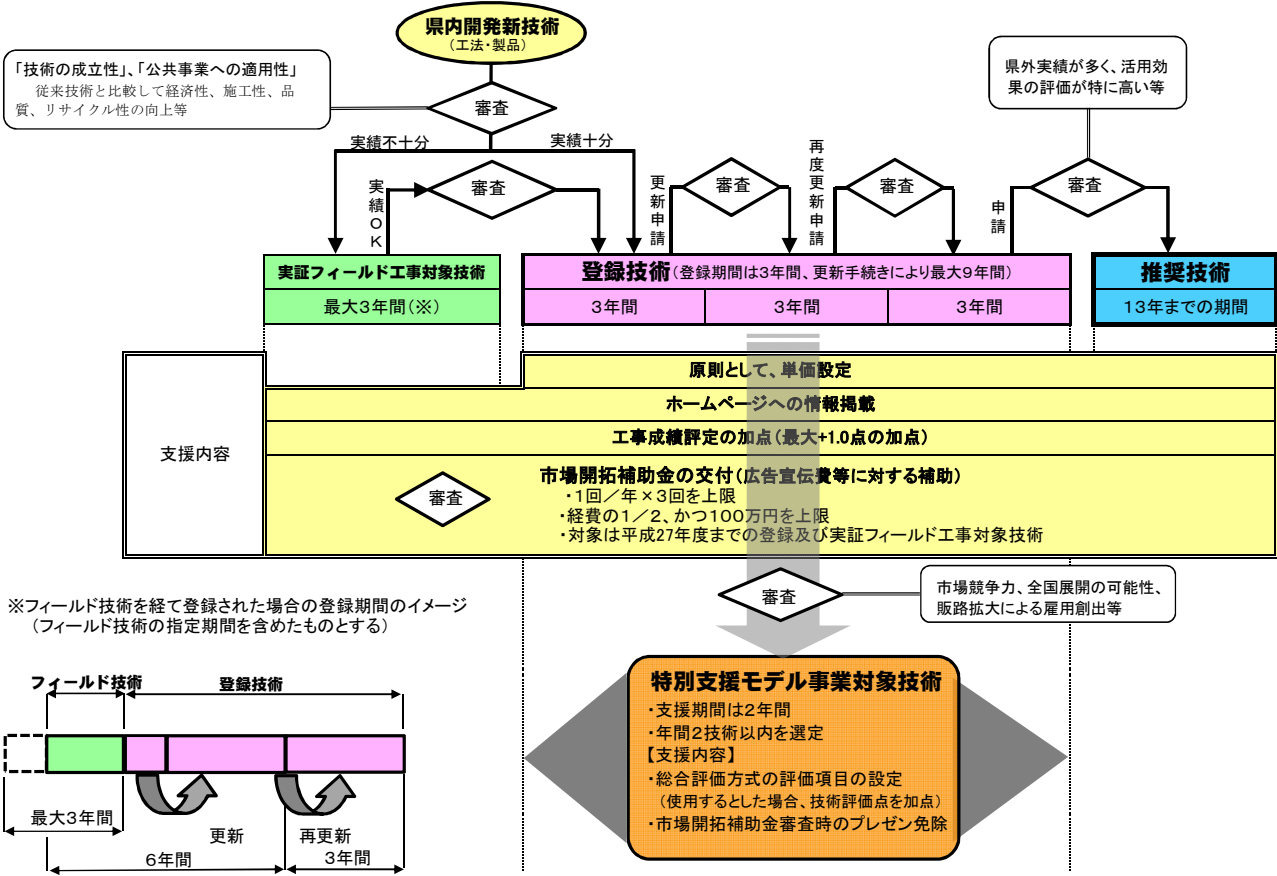 県内開発新技術
(工法・製品)
「技術の成立性」、「公共事業への適用性」
従来技術と比較して経済性、施工性、品
質、リサイクル性の向上等
審査
県外実績が多く、活用効
果の評価が特に高い等
実績不十分
実績十分
実績OK
審査
更新申請
審査
再度更新申請
審査
申請
審査
実証フィールド工事対象技術
最大3年間(※)
登録技術(登録期間は3年間、更新手続きにより最大9年間)
3年間
3年間
3年間
推奨技術
13年までの期間
支援内容
原則として、単価設定
ホームページへの情報掲載
工事成績評定の加点(最大+1.0点の加点)
審査
市場開拓補助金の交付(広告宣伝費等に対する補助)
・1回/年×3回を上限
・経費の1/2、かつ100万円を上限
・対象は平成27年度までの登録及び実証フィールド工事対象技術
審査
市場競争力、全国展開の可能性、
販路拡大による雇用創出等
※フィールド技術を経て登録された場合の登録期間のイメージ
(フィールド技術の指定期間を含めたものとする)
フィールド技術
登録技術
最大3年間
更新
再更新
6年間
3年間
特別支援モデル事業対象技術
・支援期間は2年間
・年間2技術以内を選定
【支援内容】
・総合評価方式の評価項目の設定
(使用するとした場合、技術評価点を加点)
・市場開拓補助金審査時のプレゼン免除